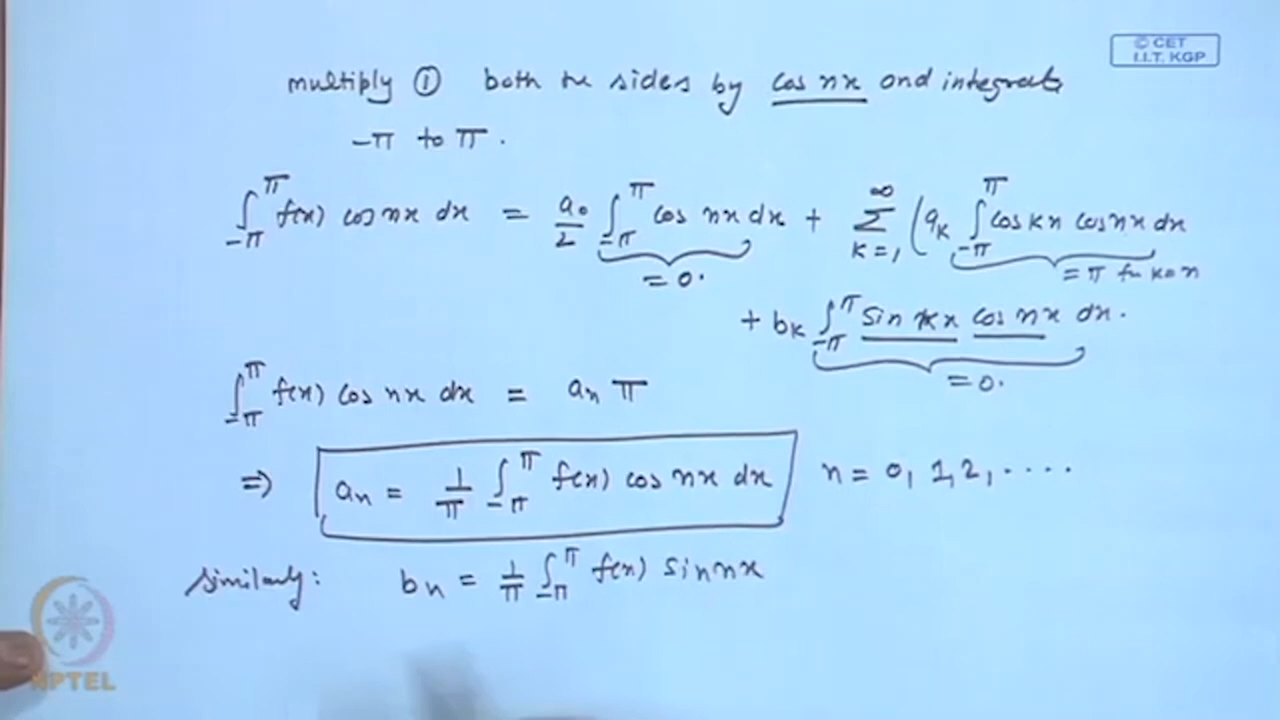 © CET
I.I.T. KGP
multiply ① both the sides by cos nx and integrate
-π to π.
∫_{-π}^{π} f(x) cos nx dx = a₀/2 ∫_{-π}^{π} cos nx dx + Σ_{k=1}^{∞} (a_k ∫_{-π}^{π} cos kx cos nx dx
= 0.
= π for k=n
+ b_k ∫_{-π}^{π} sin kx cos nx dx.
= 0.
∫_{-π}^{π} f(x) cos nx dx = a_n π
⇒ a_n = 1/π ∫_{-π}^{π} f(x) cos nx dx n = 0, 1, 2, ....
Similarly: b_n = 1/π ∫_{-π}^{π} f(x) sin nx
NPTEL